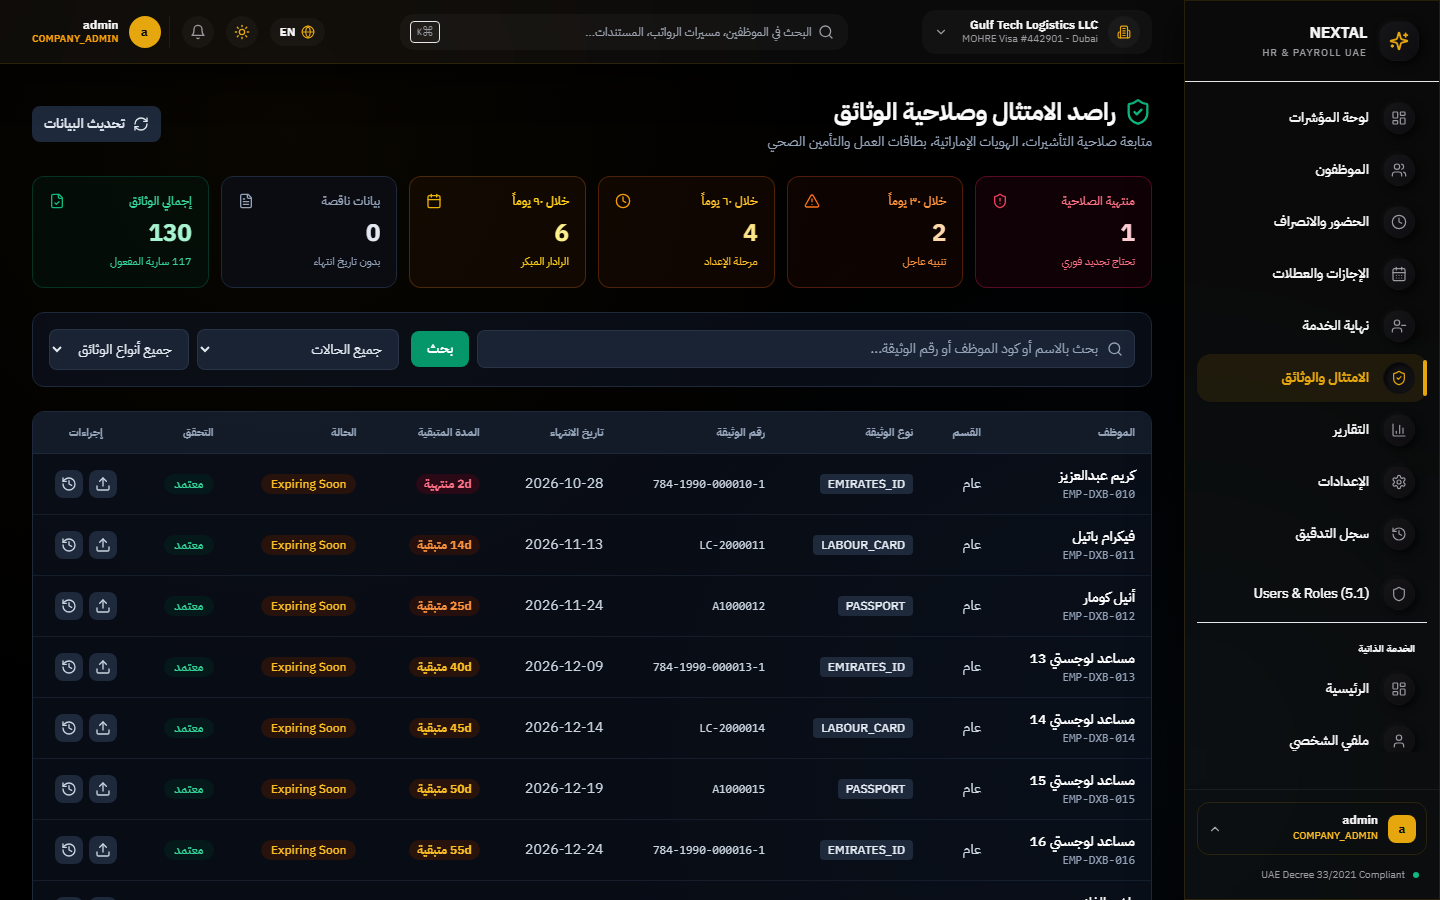 NEXTAL
HR & PAYROLL UAE
لوحة المؤشرات
الموظفون
الحضور والانصراف
الإجازات والعطلات
نهاية الخدمة
الامتثال والوثائق
التقارير
الإعدادات
سجل التدقيق
Users & Roles (5.1)
الخدمة الذاتية
الرئيسية
ملفي الشخصي
admin
COMPANY_ADMIN
a
UAE Decree 33/2021 Compliant
Gulf Tech Logistics LLC
MOHRE Visa #442901 - Dubai
البحث في الموظفين، مسيرات الرواتب، المستندات...
⌘K
EN
a
admin
COMPANY_ADMIN
راصد الامتثال وصلاحية الوثائق
متابعة صلاحية التأشيرات، الهويات الإماراتية، بطاقات العمل والتأمين الصحي
تحديث البيانات
منتهية الصلاحية
1
تحتاج تجديد فوري
خلال ٣٠ يوماً
2
تنبيه عاجل
خلال ٦٠ يوماً
4
مرحلة الإعداد
خلال ٩٠ يوماً
6
الرادار المبكر
بيانات ناقصة
0
بدون تاريخ انتهاء
إجمالي الوثائق
130
117 سارية المفعول
بحث بالاسم أو كود الموظف أو رقم الوثيقة...
بحث
جميع الحالات
جميع أنواع الوثائق
الموظف القسم نوع الوثيقة رقم الوثيقة تاريخ الانتهاء المدة المتبقية الحالة التحقق إجراءات
كريم عبدالعزيز
EMP-DXB-010
عام EMIRATES_ID 784-1990-000010-1 2026-10-28 2d منتهية Expiring Soon معتمد
فيكرام باتيل
EMP-DXB-011
عام LABOUR_CARD LC-2000011 2026-11-13 14d متبقية Expiring Soon معتمد
أنيل كومار
EMP-DXB-012
عام PASSPORT A1000012 2026-11-24 25d متبقية Expiring Soon معتمد
مساعد لوجستي 13
EMP-DXB-013
عام EMIRATES_ID 784-1990-000013-1 2026-12-09 40d متبقية Expiring Soon معتمد
مساعد لوجستي 14
EMP-DXB-014
عام LABOUR_CARD LC-2000014 2026-12-14 45d متبقية Expiring Soon معتمد
مساعد لوجستي 15
EMP-DXB-015
عام PASSPORT A1000015 2026-12-19 50d متبقية Expiring Soon معتمد
مساعد لوجستي 16
EMP-DXB-016
عام EMIRATES_ID 784-1990-000016-1 2026-12-24 55d متبقية Expiring Soon معتمد